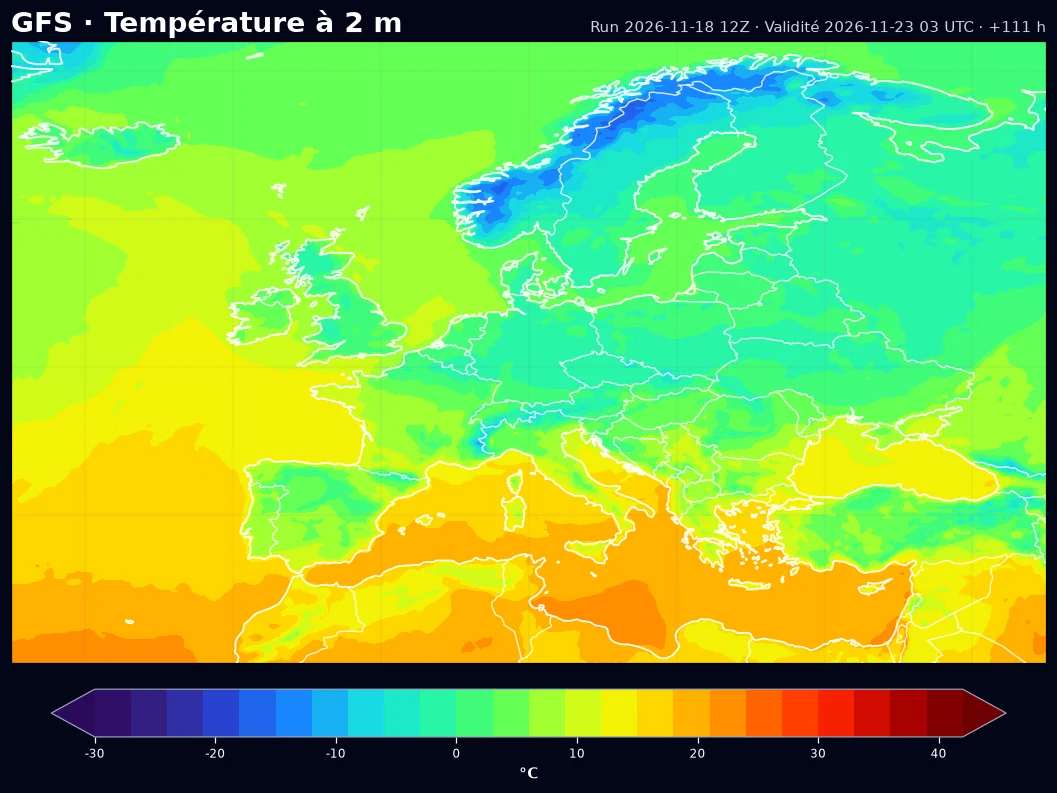 GFS · Température à 2 m
Run 2026-11-18 12Z · Validité 2026-11-23 03 UTC · +111 h
-30 -20 -10 0 10 20 30 40
°C